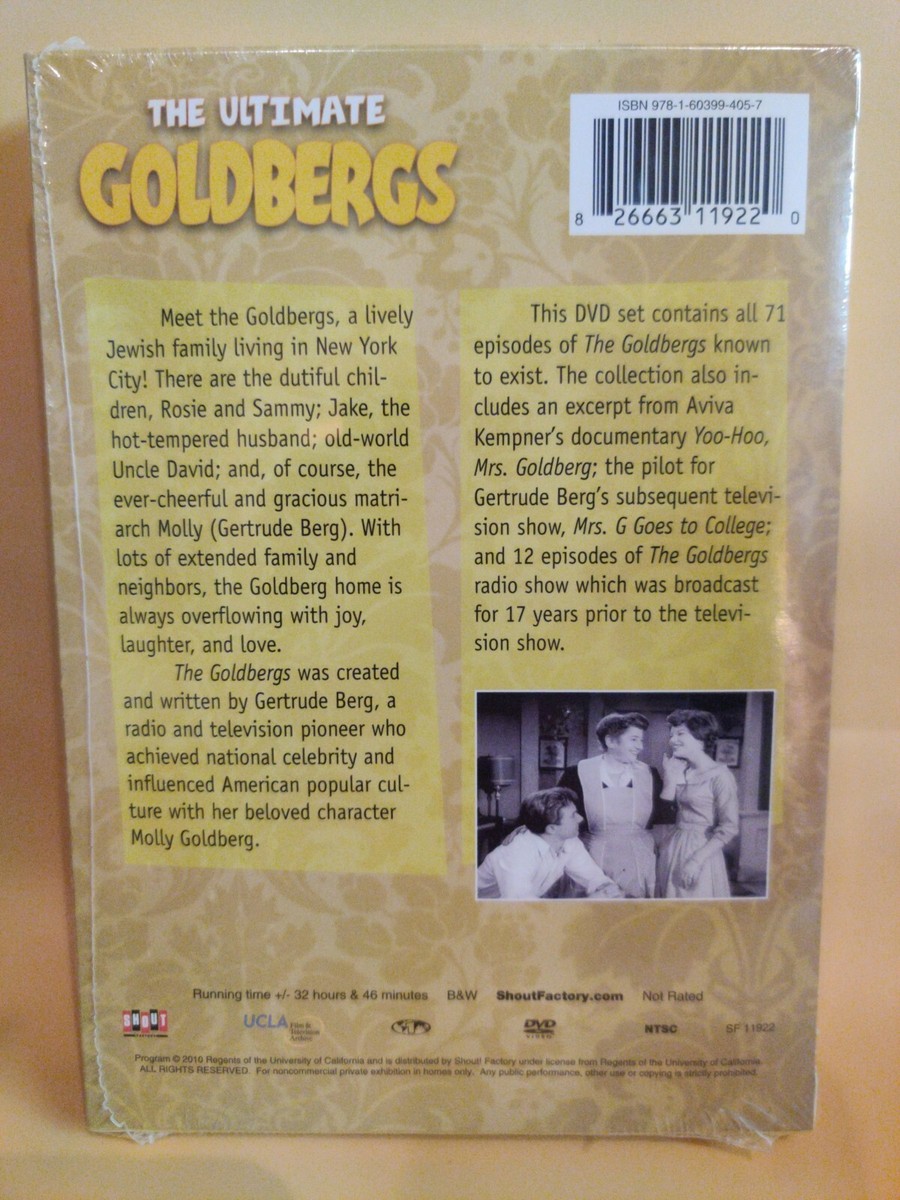 THE ULTIMATE
GOLDBERGS
ISBN 978-1-60399-405-7
8 26663 11922 0
Meet the Goldbergs, a lively
Jewish family living in New York
City! There are the dutiful chil-
dren, Rosie and Sammy; Jake, the
hot-tempered husband; old-world
Uncle David; and, of course, the
ever-cheerful and gracious matri-
arch Molly (Gertrude Berg). With
lots of extended family and
neighbors, the Goldberg home is
always overflowing with joy,
laughter, and love.
The Goldbergs was created
and written by Gertrude Berg, a
radio and television pioneer who
achieved national celebrity and
influenced American popular cul-
ture with her beloved character
Molly Goldberg.
This DVD set contains all 71
episodes of The Goldbergs known
to exist. The collection also in-
cludes an excerpt from Aviva
Kempner's documentary Yoo-Hoo,
Mrs. Goldberg; the pilot for
Gertrude Berg's subsequent televi-
sion show, Mrs. G Goes to College;
and 12 episodes of The Goldbergs
radio show which was broadcast
for 17 years prior to the televi-
sion show.
Running time +/- 32 hours & 46 minutes B&W ShoutFactory.com Not Rated
SHOUT
UCLA Film &
Television
Archive
DVD
VIDEO
NTSC
SF 11922
Program © 2010 Regents of the University of California and is distributed by Shout! Factory under license from Regents of the University of California.
ALL RIGHTS RESERVED. For noncommercial private exhibition in homes only. Any public performance, other use or copying is strictly prohibited.